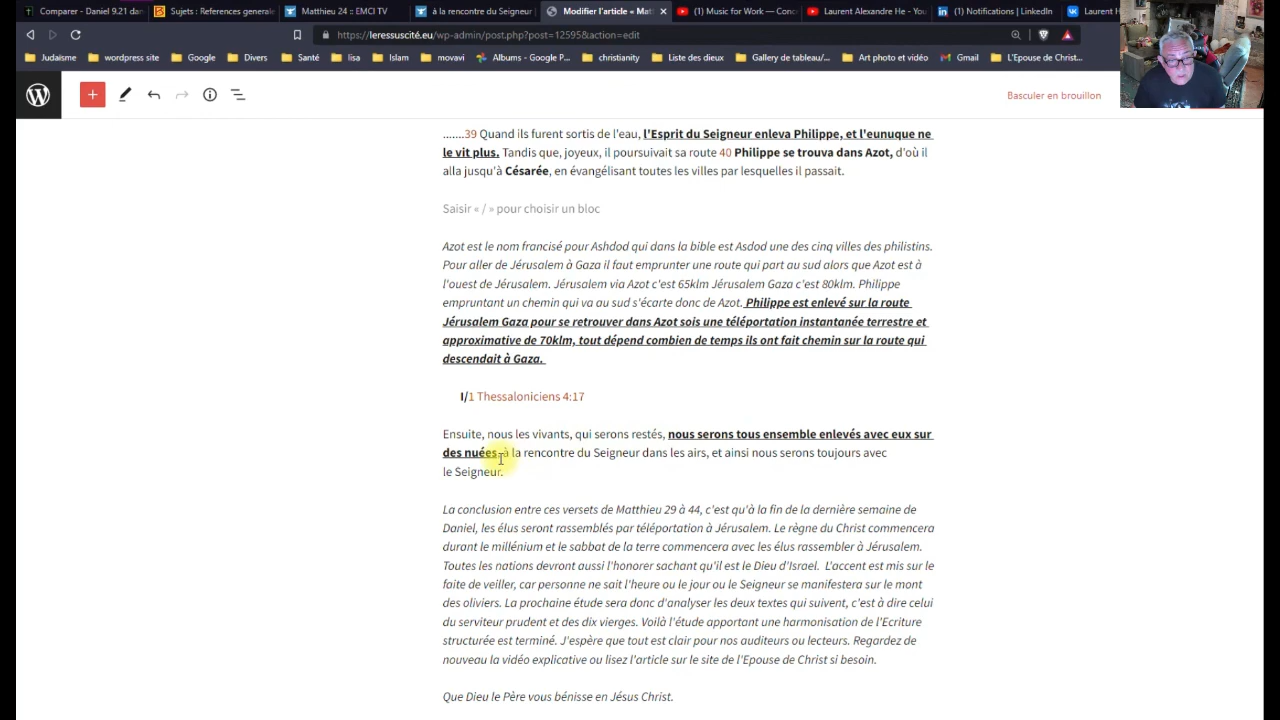 Comparer - Daniel 9.21 dan
Sujets : References generale
Matthieu 24 :: EMCI TV
à la rencontre du Seigneur
Modifier l'article « Mat
(1) Music for Work — Conc
Laurent Alexandre He - You
(1) Notifications | LinkedIn
Laurent H
https://leressuscité.eu/wp-admin/post.php?post=12595&action=edit
Judaïsme
wordpress site
Google
Divers
Santé
lisa
Islam
movavi
Albums - Google P...
christianity
Liste des dieux
Gallery de tableau/...
Art photo et vidéo
Gmail
L'Epouse de Christ...
Basculer en brouillon
.......39 Quand ils furent sortis de l'eau, l'Esprit du Seigneur enleva Philippe, et l'eunuque ne
le vit plus. Tandis que, joyeux, il poursuivait sa route 40 Philippe se trouva dans Azot, d'où il
alla jusqu'à Césarée, en évangélisant toutes les villes par lesquelles il passait.
Saisir « / » pour choisir un bloc
Azot est le nom francisé pour Ashdod qui dans la bible est Asdod une des cinq villes des philistins.
Pour aller de Jérusalem à Gaza il faut emprunter une route qui part au sud alors que Azot est à
l'ouest de Jérusalem. Jérusalem via Azot c'est 65klm Jérusalem Gaza c'est 80klm. Philippe
empruntant un chemin qui va au sud s'écarte donc de Azot. Philippe est enlevé sur la route
Jérusalem Gaza pour se retrouver dans Azot sois une téléportation instantanée terrestre et
approximative de 70klm, tout dépend combien de temps ils ont fait chemin sur la route qui
descendait à Gaza.
I/1 Thessaloniciens 4:17
Ensuite, nous les vivants, qui serons restés, nous serons tous ensemble enlevés avec eux sur
des nuées, à la rencontre du Seigneur dans les airs, et ainsi nous serons toujours avec
le Seigneur.
La conclusion entre ces versets de Matthieu 29 à 44, c'est qu'à la fin de la dernière semaine de
Daniel, les élus seront rassemblés par téléportation à Jérusalem. Le règne du Christ commencera
durant le millénium et le sabbat de la terre commencera avec les élus rassembler à Jérusalem.
Toutes les nations devront aussi l'honorer sachant qu'il est le Dieu d'Israel.  L'accent est mis sur le
faite de veiller, car personne ne sait l'heure ou le jour ou le Seigneur se manifestera sur le mont
des oliviers. La prochaine étude sera donc d'analyser les deux textes qui suivent, c'est à dire celui
du serviteur prudent et des dix vierges. Voilà l'étude apportant une harmonisation de l'Ecriture
structurée est terminé. J'espère que tout est clair pour nos auditeurs ou lecteurs. Regardez de
nouveau la vidéo explicative ou lisez l'article sur le site de l'Epouse de Christ si besoin.
Que Dieu le Père vous bénisse en Jésus Christ.